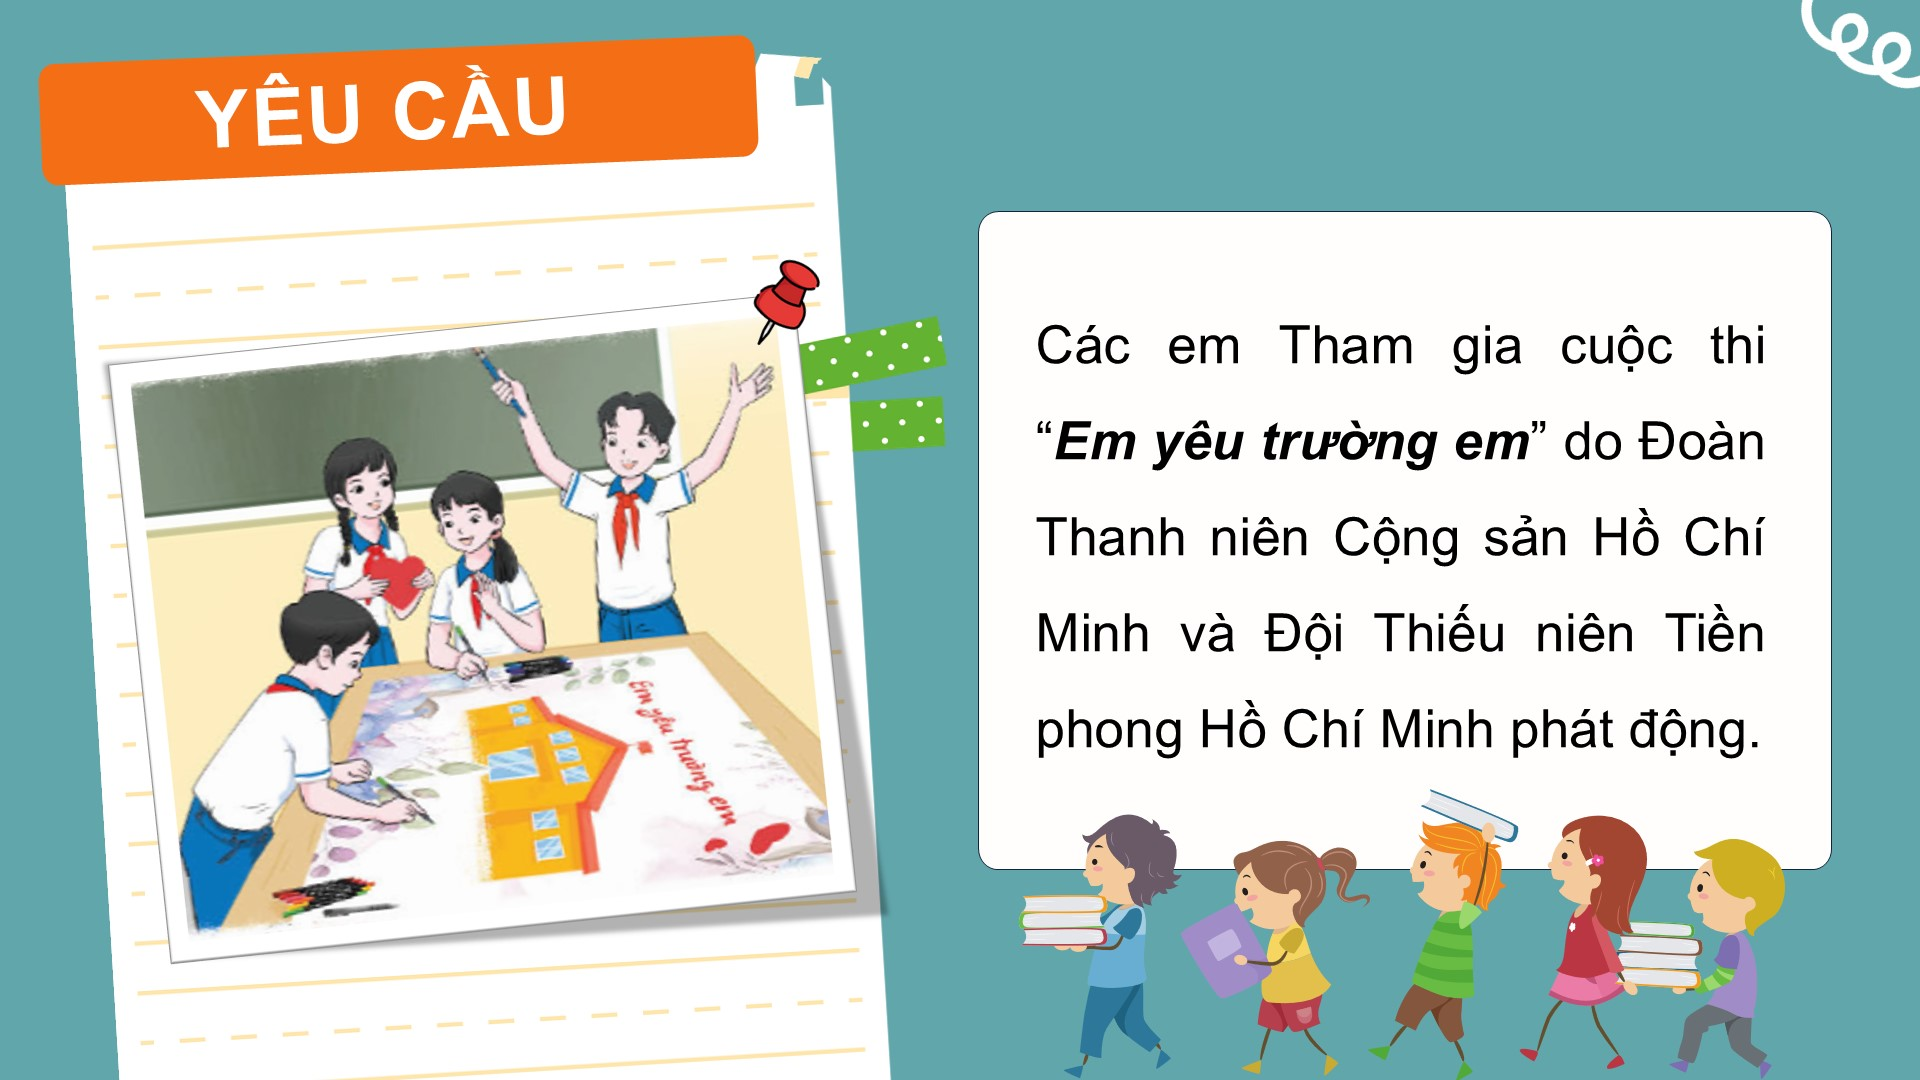 YÊU CẦU
Em yêu trường em
Các em Tham gia cuộc thi
“Em yêu trường em” do Đoàn
Thanh niên Cộng sản Hồ Chí
Minh và Đội Thiếu niên Tiền
phong Hồ Chí Minh phát động.